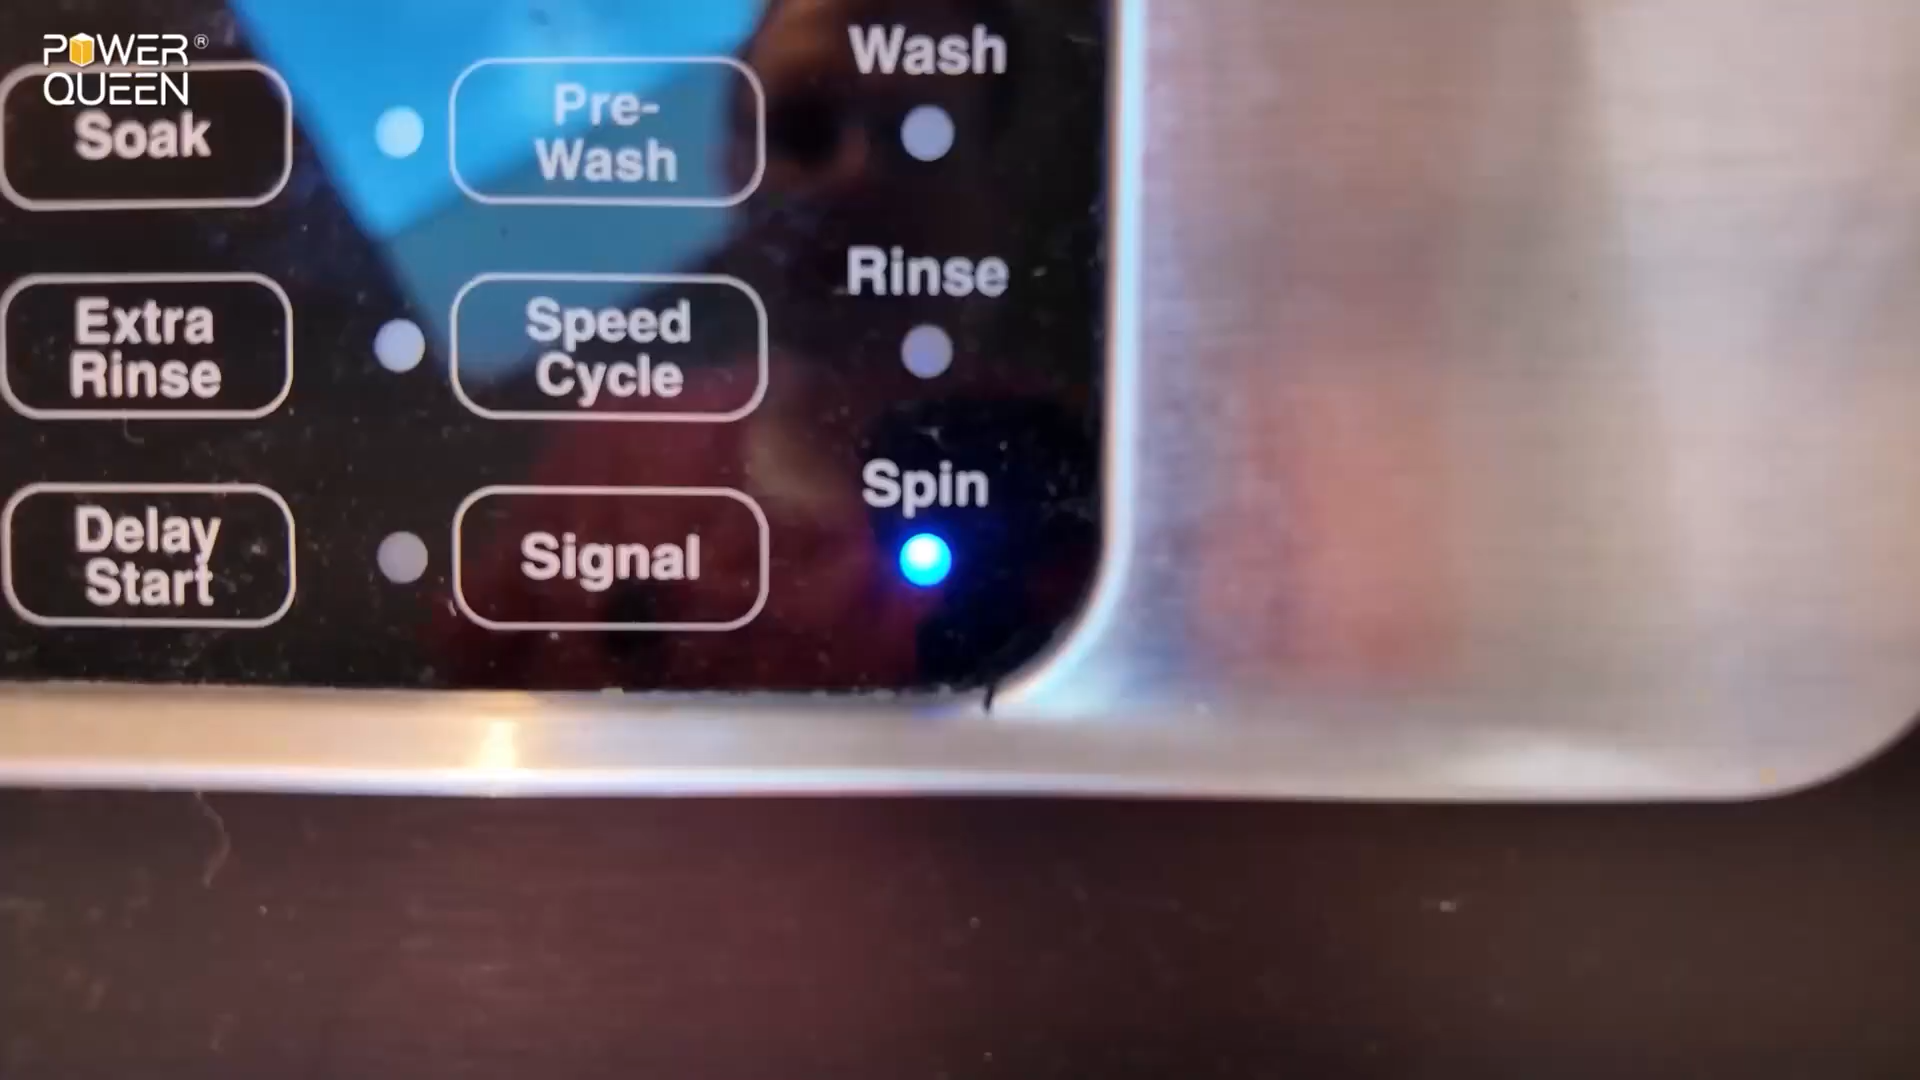 POWER
QUEEN
®
Soak
Pre-
Wash
Wash
Extra
Rinse
Speed
Cycle
Rinse
Delay
Start
Signal
Spin